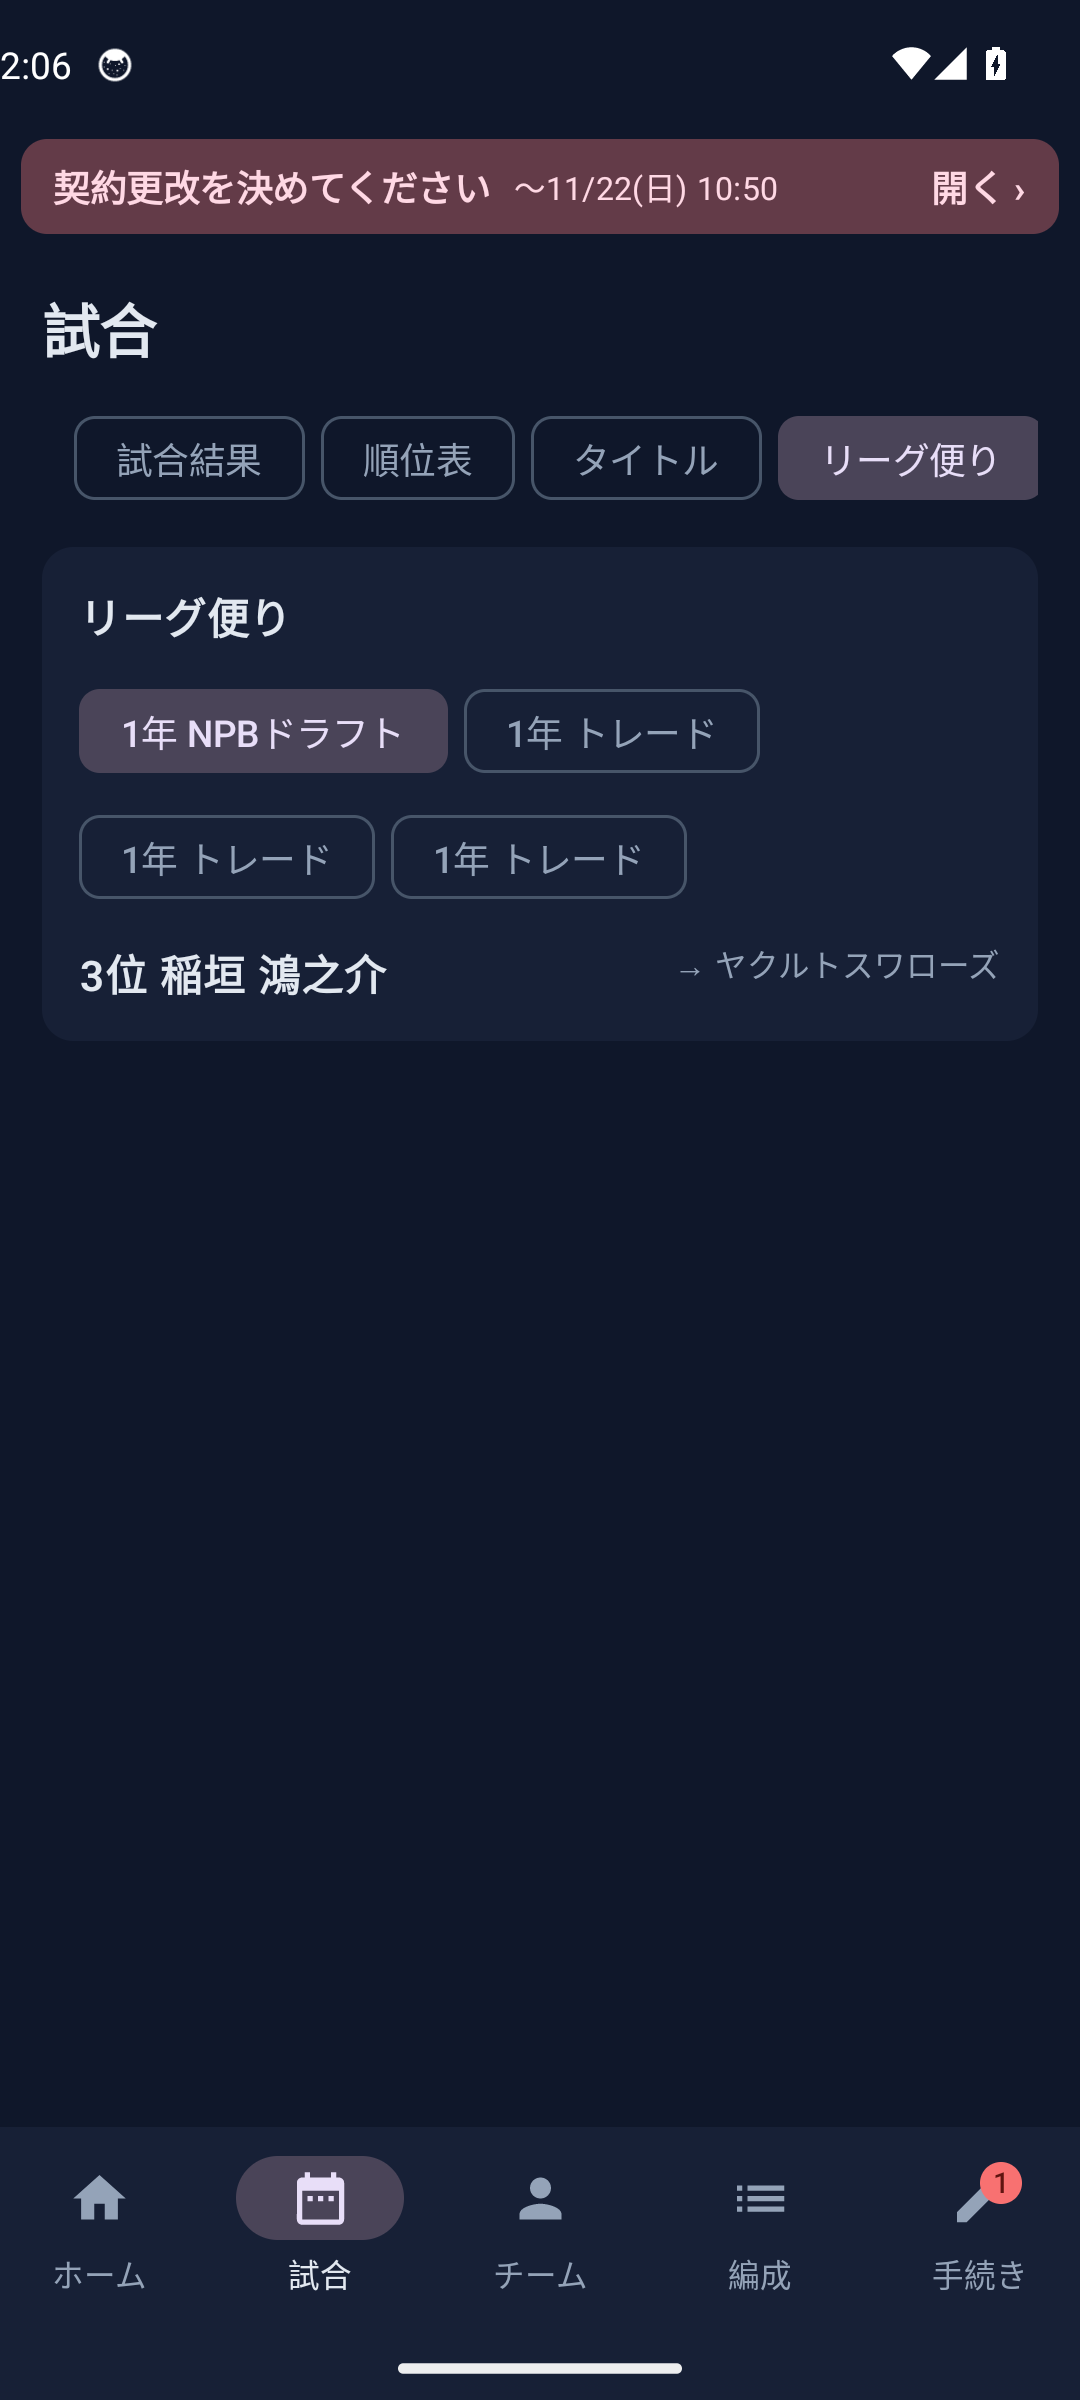 2:06
契約更改を決めてください ～11/22(日) 10:50 開く ›
試合
試合結果 順位表 タイトル リーグ便り
リーグ便り
1年 NPBドラフト 1年 トレード
1年 トレード 1年 トレード
3位 稲垣 鴻之介 → ヤクルトスワローズ
1
ホーム 試合 チーム 編成 手続き